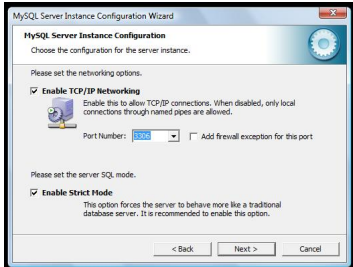 MySQL Server Instance Configuration Wizard
MySQL Server Instance Configuration
Choose the configuration for the server instance.
Please set the networking options.
Enable TCP/IP Networking
Enable this to allow TCP/IP connections. When disabled, only local
connections through named pipes are allowed.
Port Number: 3306 Add firewall exception for this port
Please set the server SQL mode.
Enable Strict Mode
This option forces the server to behave more like a traditional
database server. It is recommended to enable this option.
< Back Next > Cancel